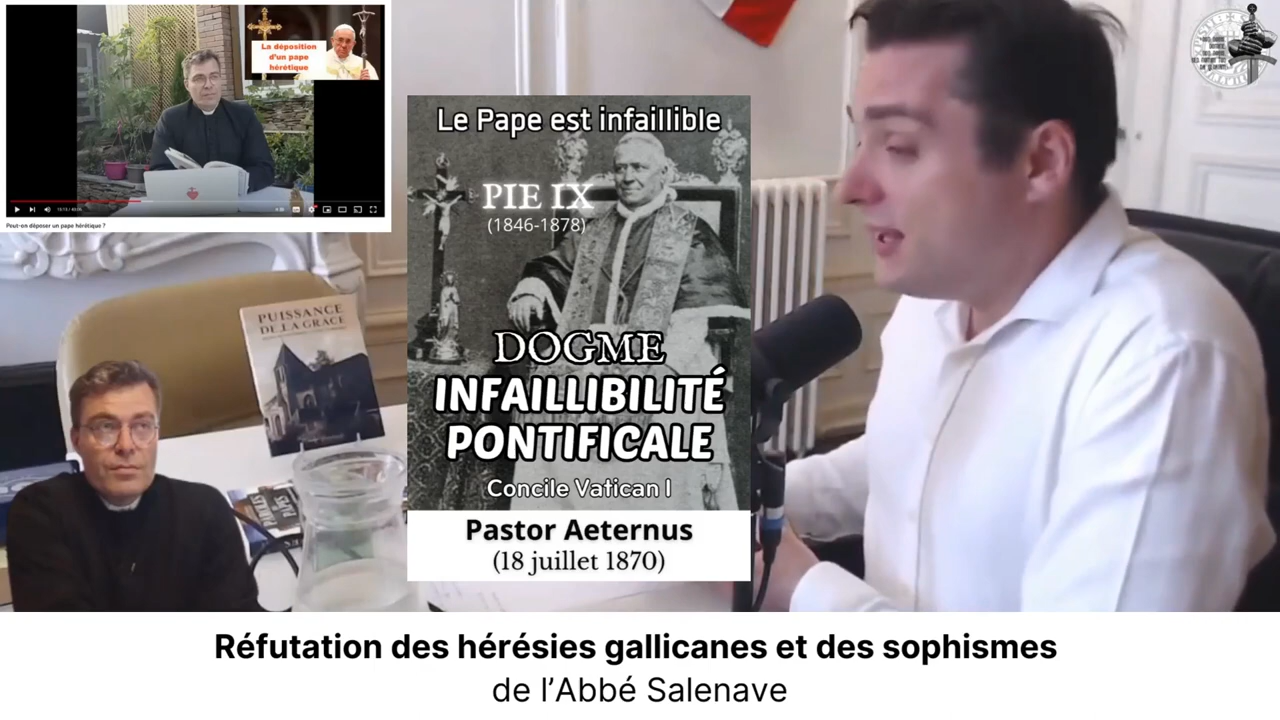 La déposition
d'un pape
hérétique
Peut-on déposer un pape hérétique ?
Le Pape est infaillible
PIE IX
(1846-1878)
DOGME
INFAILLIBILITÉ
PONTIFICALE
Concile Vatican I
Pastor Aeternus
(18 juillet 1870)
PUISSANCE
DE LA GRÂCE
Réfutation des hérésies gallicanes et des sophismes
de l'Abbé Salenave